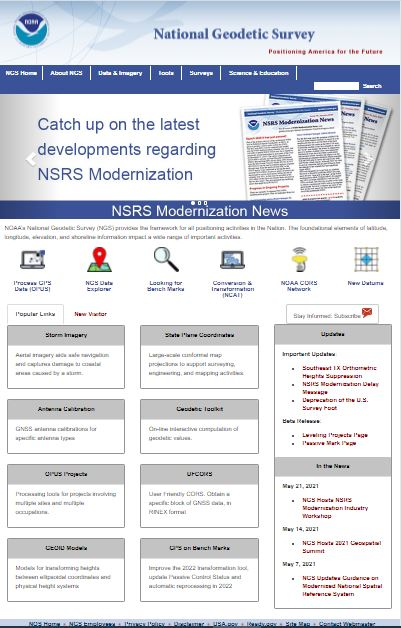 NOAA
National Geodetic Survey
Positioning America for the Future
NGS Home
About NGS
Data & Imagery
Tools
Surveys
Science & Education
Search
Catch up on the latest
developments regarding
NSRS Modernization
NSRS Modernization News
NSRS Modernization News
NOAA's National Geodetic Survey (NGS) provides the framework for all positioning activities in the Nation. The foundational elements of latitude,
longitude, elevation, and shoreline information impact a wide range of important activities.
Process GPS
Data (OPUS)
NGS Data
Explorer
Looking for
Bench Marks
Conversion &
Transformation
(NCAT)
NOAA CORS
Network
New Datums
Popular Links
New Visitor
Stay Informed: Subscribe
Storm Imagery
Aerial imagery aids safe navigation
and captures damage to coastal
areas caused by a storm.
State Plane Coordinates
Large-scale conformal map
projections to support surveying,
engineering, and mapping activities
Antenna Calibration
GNSS antenna calibrations for
specific antenna types
Geodetic Toolkit
On-line interactive computation of
geodetic values.
OPUS Projects
Processing tools for projects involving
multiple sites and multiple
occupations.
UFCORS
User Friendly CORS. Obtain a
specific block of GNSS data, in
RINEX format
GEOID Models
Models for transforming heights
between ellipsoidal coordinates and
physical height systems
GPS on Bench Marks
Improve the 2022 transformation tool,
update Passive Control Status and
automatic reprocessing in 2022
Updates
Important Updates
Southeast TX Orthometric
Heights Suppression
NSRS Modernization Delay
Message
Deprecation of the U.S.
Survey Foot
Beta Release:
Leveling Projects Page
Passive Mark Page
In the News
May 21, 2021
NGS Hosts NSRS
Modernization Industry
Workshop
May 14, 2021
NGS Hosts 2021 Geospatial
Summit
May 7, 2021
NGS Updates Guidance on
Modernized National Spatial
Reference System
NGS Home • NGS Employees • Privacy Policy • Disclaimer • USA.gov • Ready.gov • Site Map • Contact Webmaster